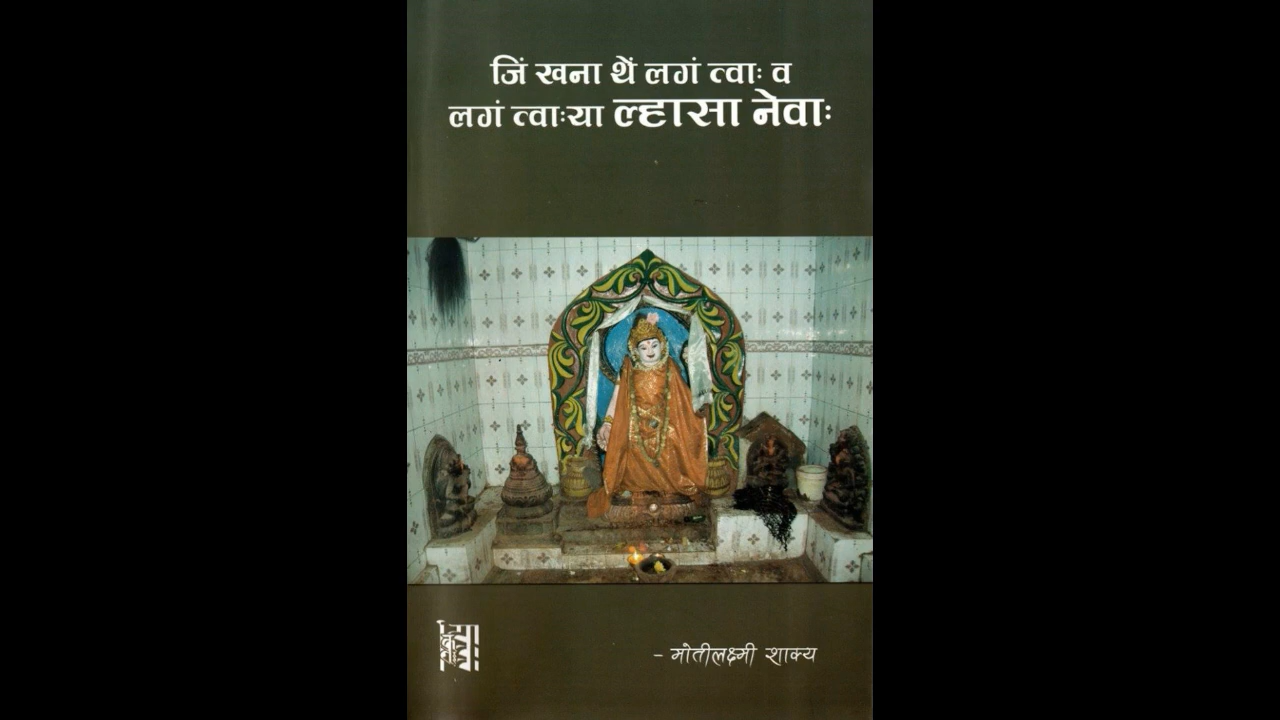 जिं खना थें लगं त्वाः व
लगं त्वाःया ल्हासा नेवाः
- मोतीलक्ष्मी शाक्य